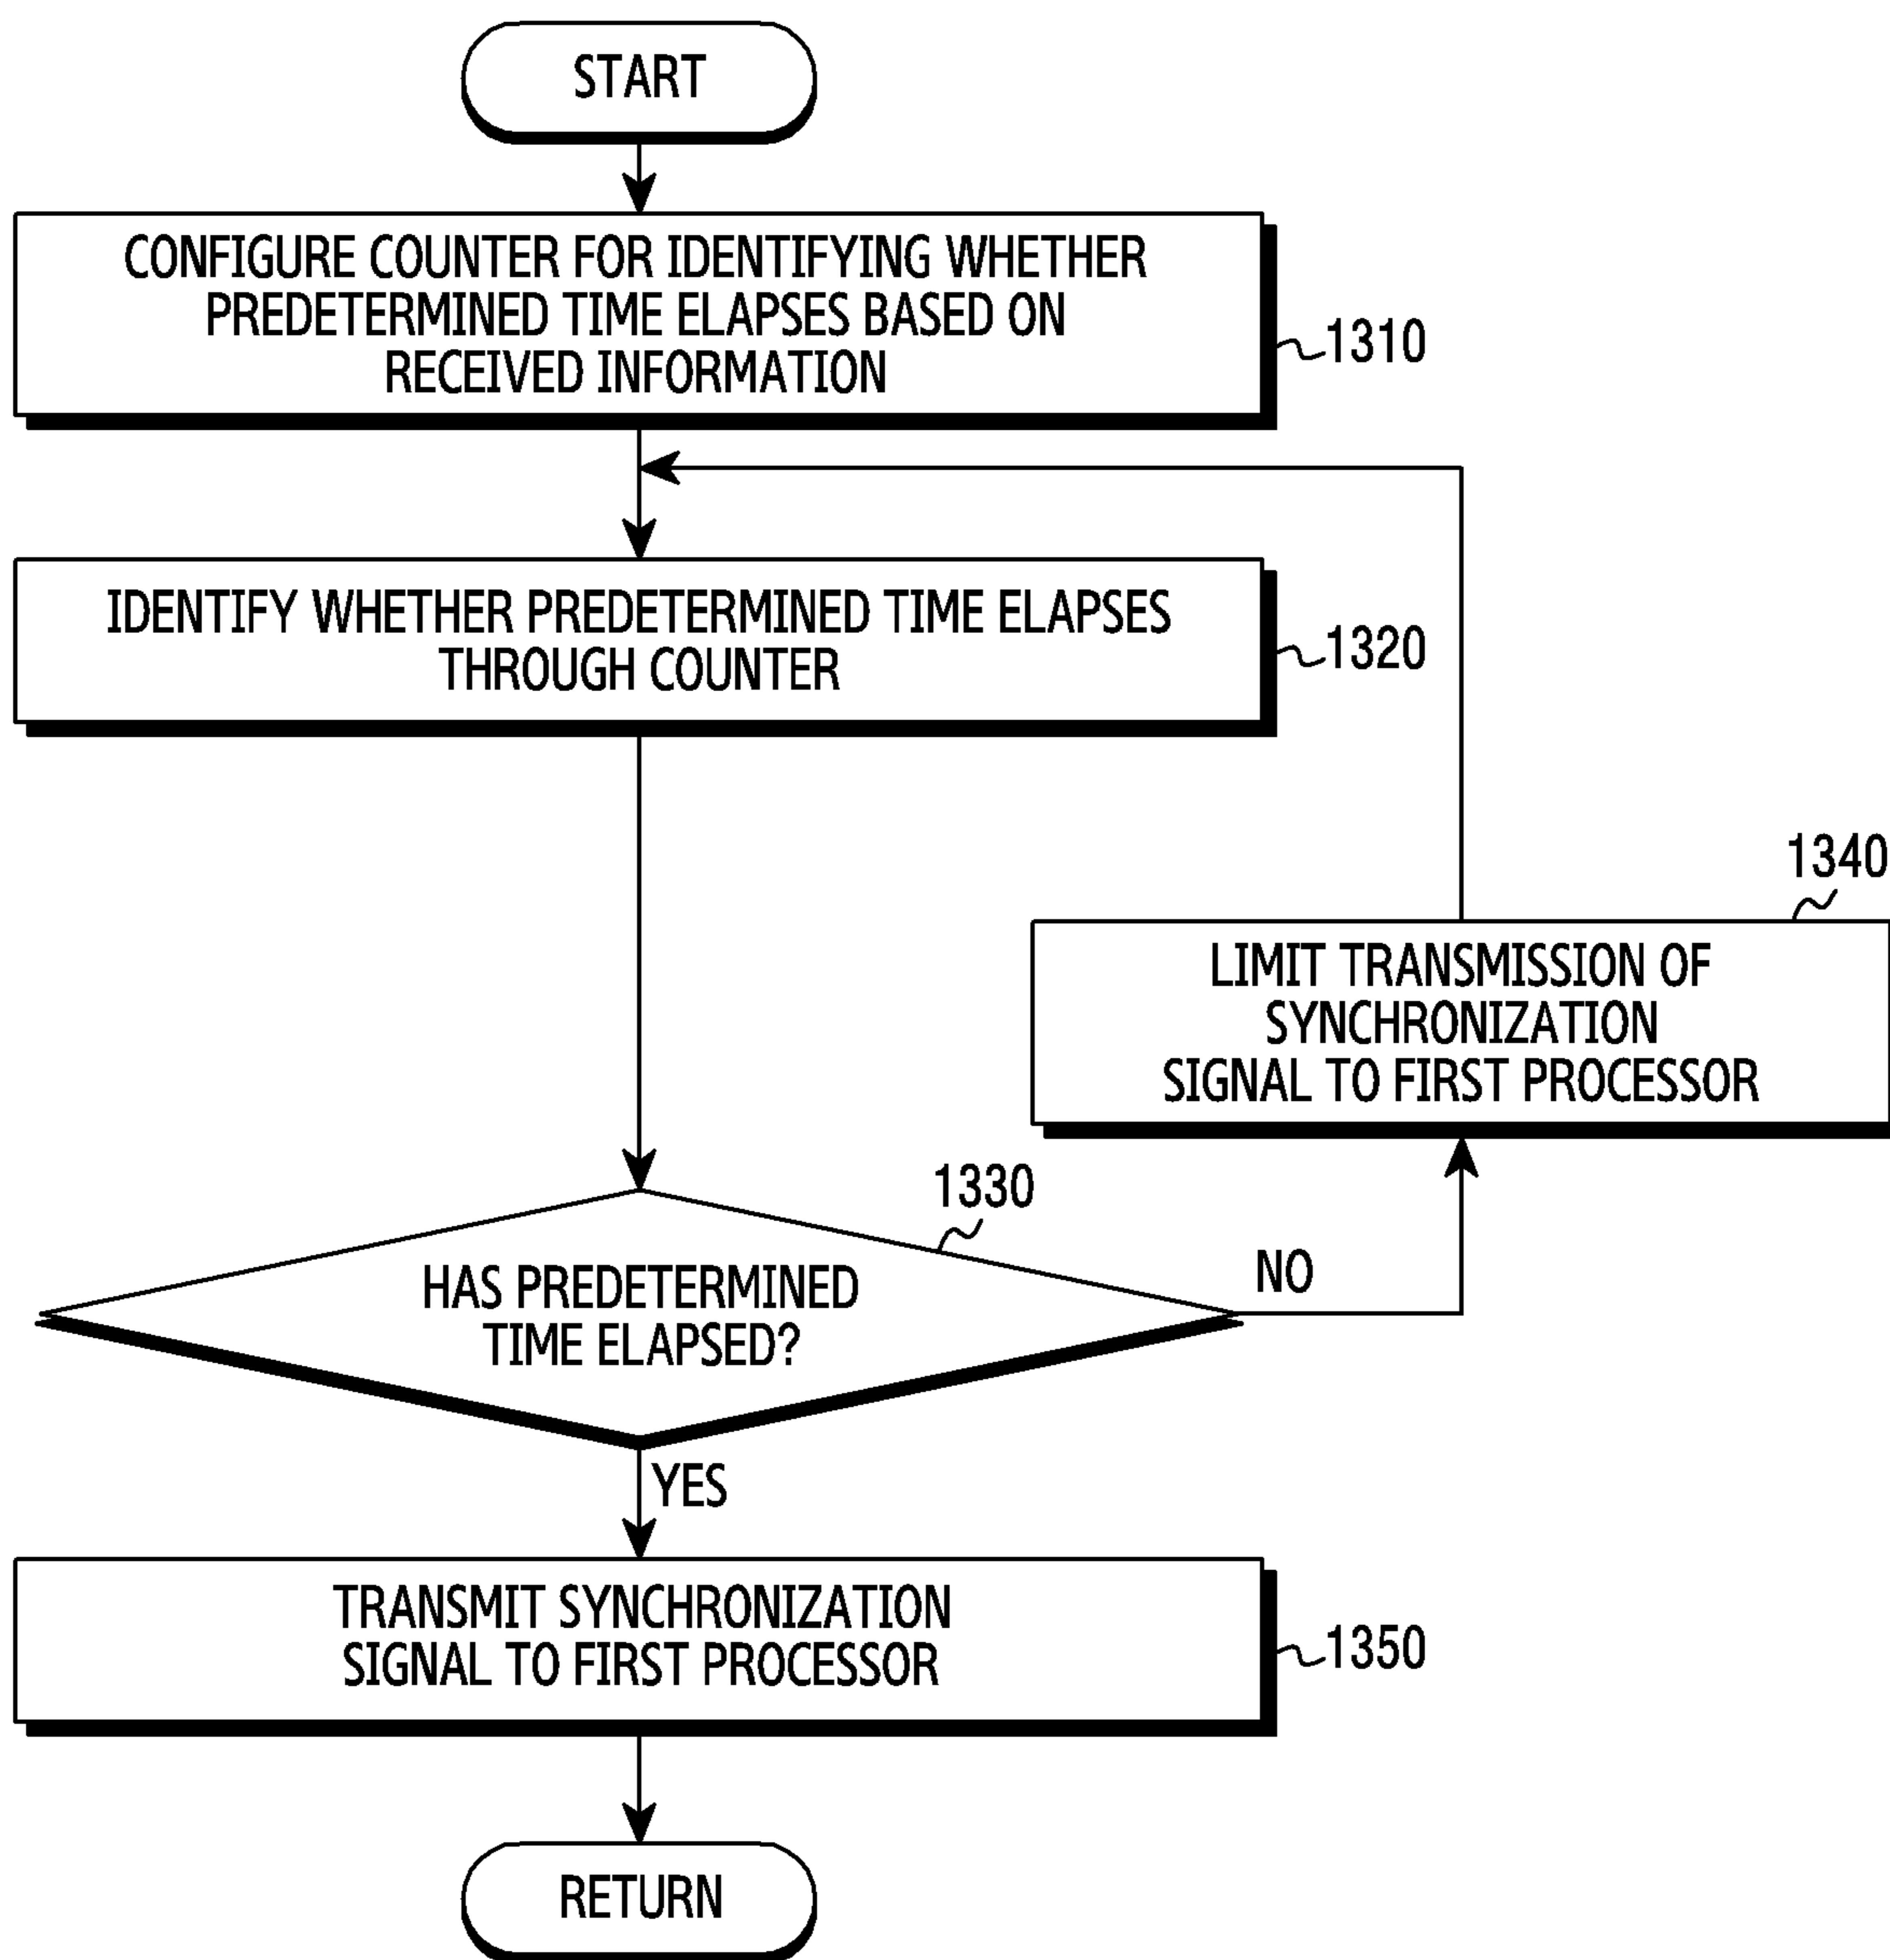 START
CONFIGURE COUNTER FOR IDENTIFYING WHETHER
PREDETERMINED TIME ELAPSES BASED ON
RECEIVED INFORMATION
1310
IDENTIFY WHETHER PREDETERMINED TIME ELAPSES
THROUGH COUNTER
1320
1340
LIMIT TRANSMISSION OF
SYNCHRONIZATION
SIGNAL TO FIRST PROCESSOR
1330
HAS PREDETERMINED
TIME ELAPSED?
NO
YES
TRANSMIT SYNCHRONIZATION
SIGNAL TO FIRST PROCESSOR
1350
RETURN